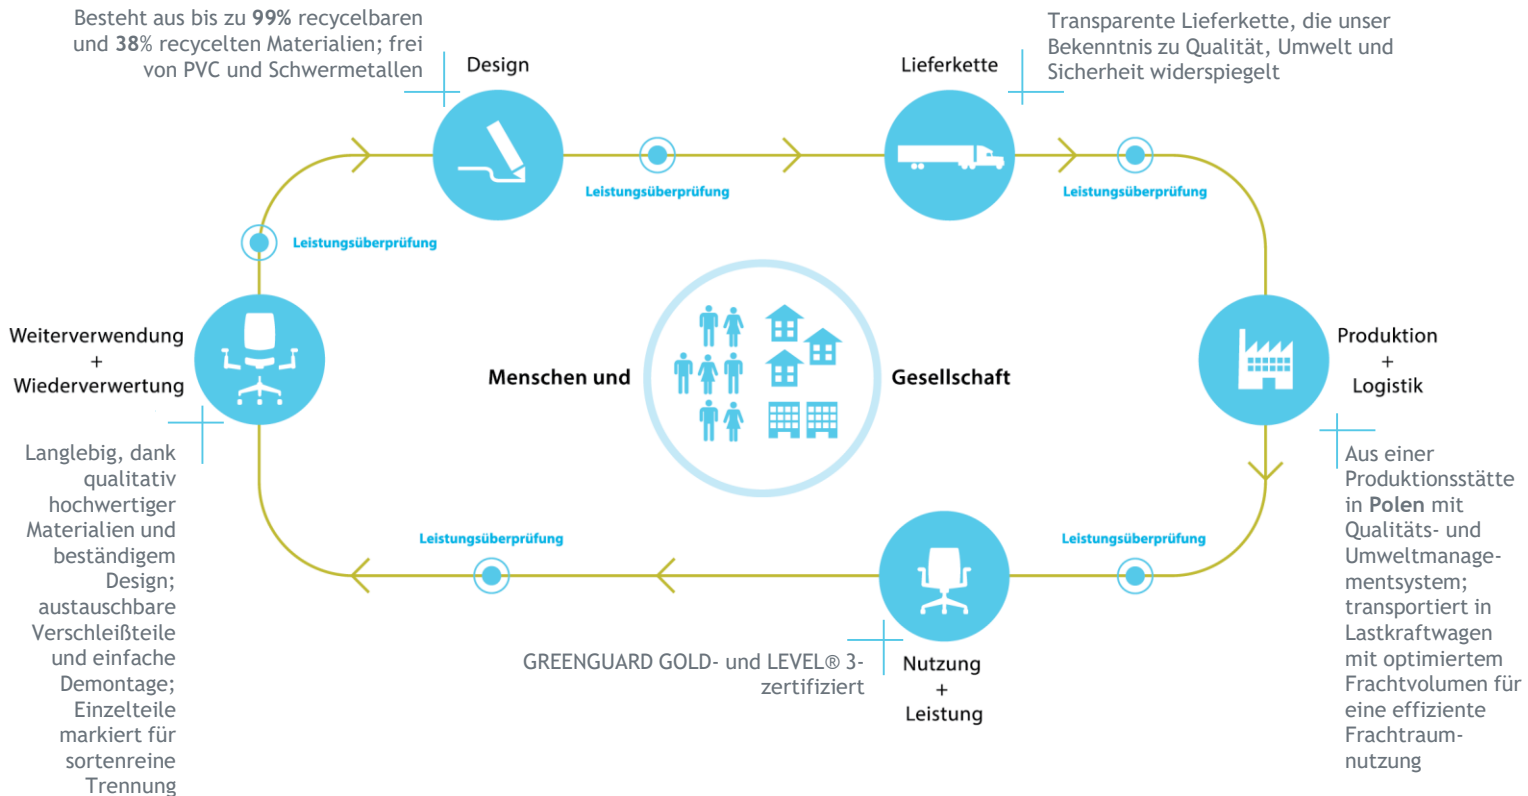 Besteht aus bis zu 99% recycelbaren
und 38% recycelten Materialien; frei
von PVC und Schwermetallen
Design
Lieferkette
Transparente Lieferkette, die unser
Bekenntnis zu Qualität, Umwelt und
Sicherheit widerspiegelt
Leistungsüberprüfung
Leistungsüberprüfung
Leistungsüberprüfung
Weiterverwendung
+
Wiederverwertung
Menschen und
Gesellschaft
Produktion
+
Logistik
Langlebig, dank
qualitativ
hochwertiger
Materialien und
beständigem
Design;
austauschbare
Verschleißteile
und einfache
Demontage;
Einzelteile
markiert für
sortenreine
Trennung
Leistungsüberprüfung
Leistungsüberprüfung
GREENGUARD GOLD- und LEVEL® 3-
zertifiziert
Nutzung
+
Leistung
Aus einer
Produktionsstätte
in Polen mit
Qualitäts- und
Umweltmanage-
mentsystem;
transportiert in
Lastkraftwagen
mit optimiertem
Frachtvolumen für
eine effiziente
Frachtraum-
nutzung